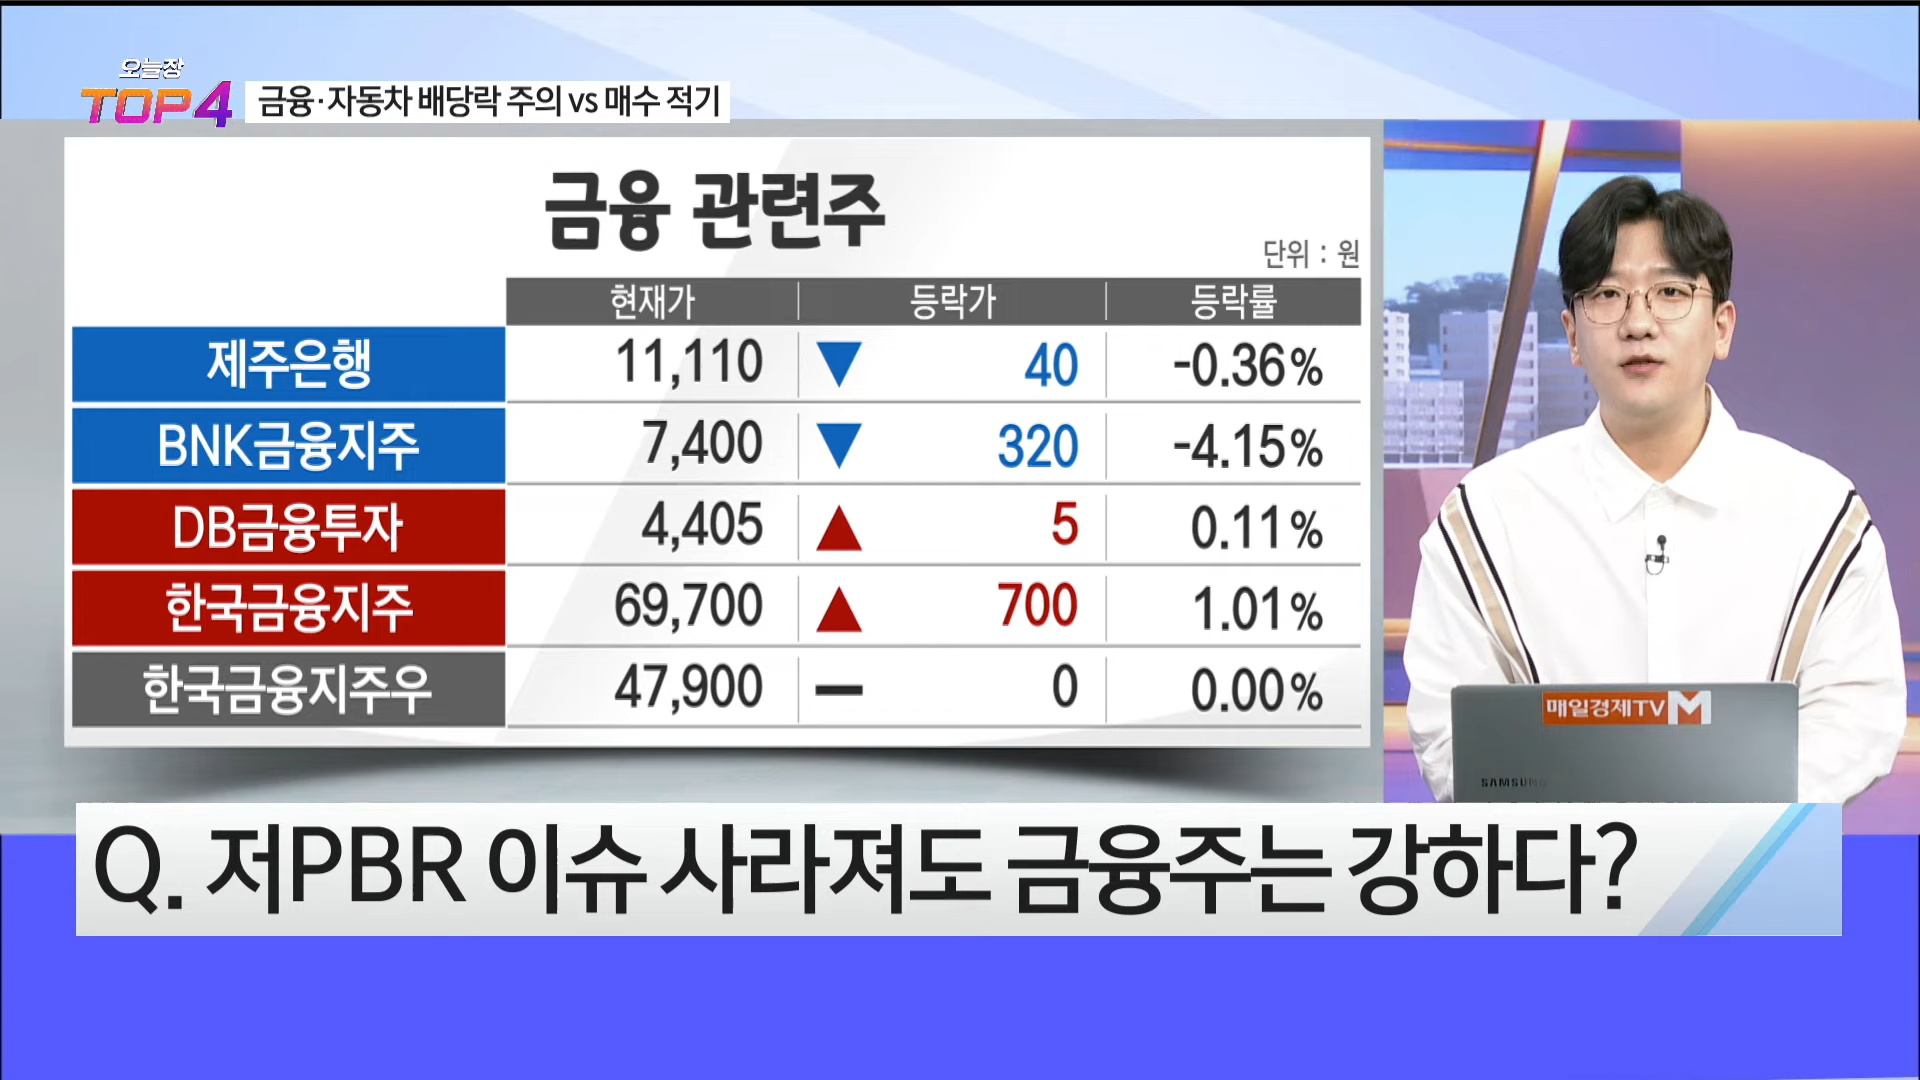 오늘장
TOP4
금융·자동차 배당락 주의 vs 매수 적기
금융 관련주
단위 : 원
현재가 등락가 등락률
제주은행 11,110 ▼ 40 -0.36%
BNK금융지주 7,400 ▼ 320 -4.15%
DB금융투자 4,405 ▲ 5 0.11%
한국금융지주 69,700 ▲ 700 1.01%
한국금융지주우 47,900 — 0 0.00%
매일경제TV M
SAMSUNG
Q. 저PBR 이슈 사라져도 금융주는 강하다?